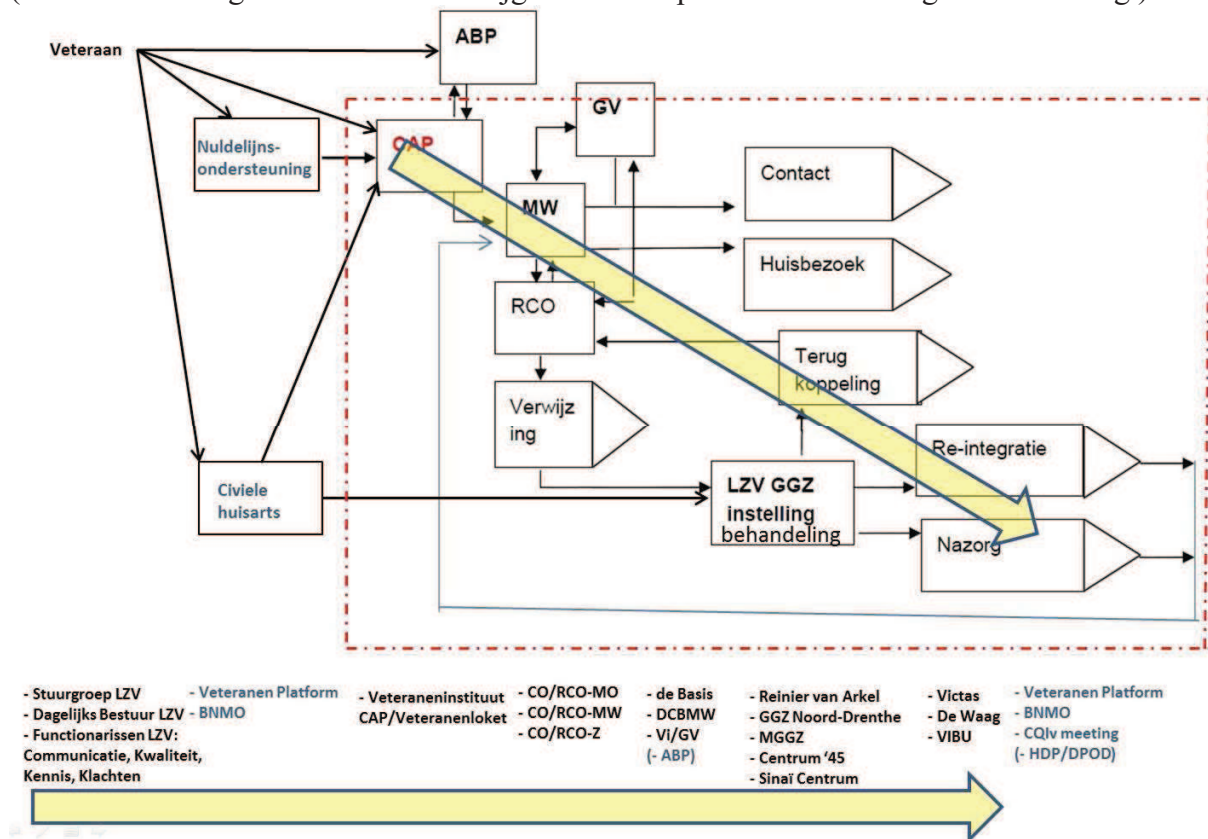 ABP
Veteraan
GV
CAP
Nuldelijns-
ondersteuning
Contact
MW
Huisbezoek
RCO
Terug
koppeling
Verwijz
ing
Re-integratie
Civiele
huisarts
LZV GGZ
instelling
behandeling
Nazorg
- Stuurgroep LZV
- Dagelijks Bestuur LZV
- Functionarissen LZV:
Communicatie, Kwaliteit,
Kennis, Klachten
- Veteranen Platform
- BNMO
- Veteraneninstituut
CAP/Veteranenloket
- CO/RCO-MO
- CO/RCO-MW
- CO/RCO-Z
- de Basis
- DCBMW
- Vi/GV
(- ABP)
- Reinier van Arkel
- GGZ Noord-Drenthe
- MGGZ
- Centrum '45
- Sinaï Centrum
- Victas
- De Waag
- VIBU
- Veteranen Platform
- BNMO
- CQIv meeting
(- HDP/DPOD)